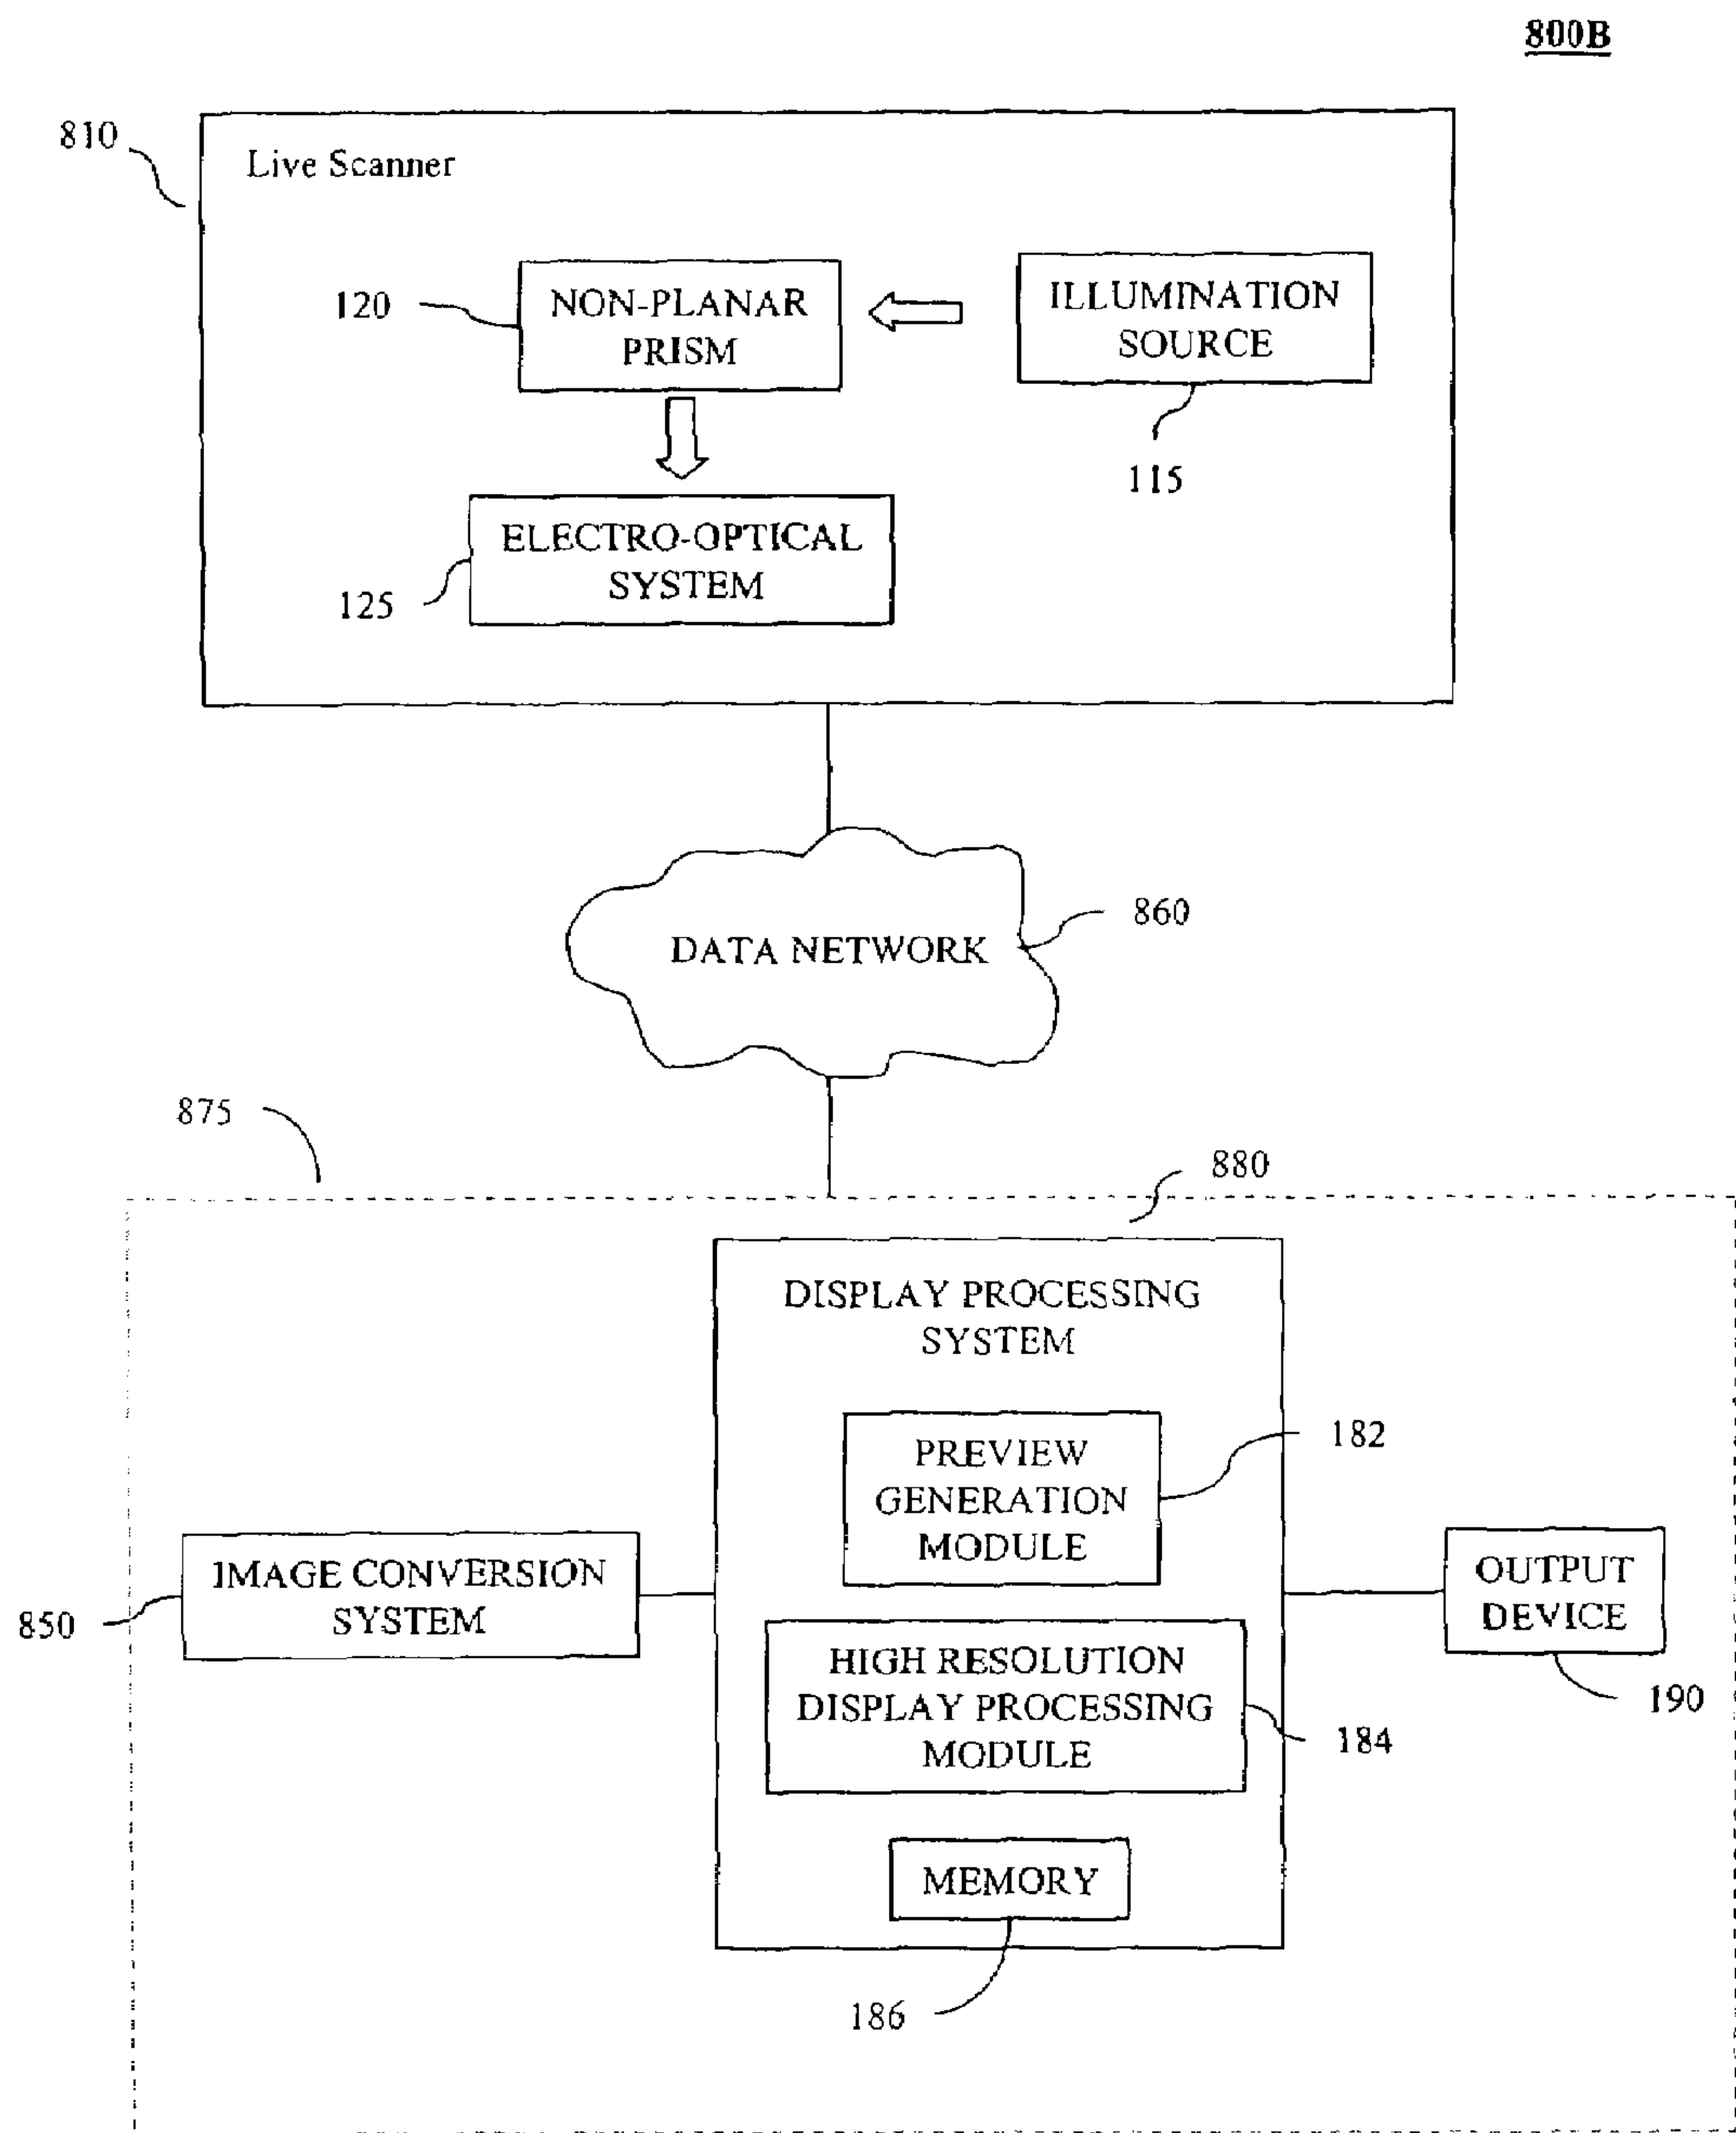 800B
810
Live Scanner
120
NON-PLANAR
PRISM
ILLUMINATION
SOURCE
115
ELECTRO-OPTICAL
SYSTEM
125
860
DATA NETWORK
875
880
DISPLAY PROCESSING
SYSTEM
182
PREVIEW
GENERATION
MODULE
IMAGE CONVERSION
SYSTEM
850
OUTPUT
DEVICE
190
HIGH RESOLUTION
DISPLAY PROCESSING
MODULE
184
MEMORY
186